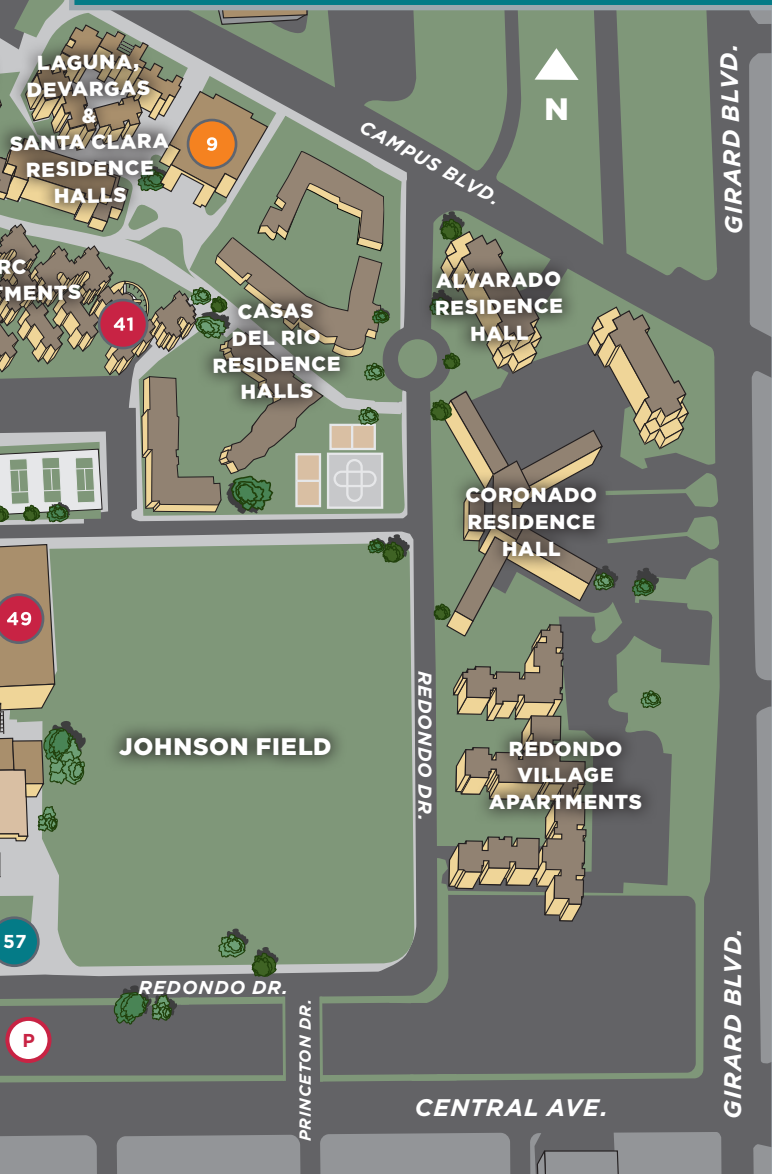 LAGUNA,
DEVARGAS
&
SANTA CLARA
RESIDENCE
HALLS
9
N
CAMPUS BLVD.
GIRARD BLVD.
RC
TMENTS
41
CASAS
DEL RIO
RESIDENCE
HALLS
ALVARADO
RESIDENCE
HALL
CORONADO
RESIDENCE
HALL
49
JOHNSON FIELD
REDONDO DR.
REDONDO
VILLAGE
APARTMENTS
57
REDONDO DR.
P
PRINCETON DR.
CENTRAL AVE.
GIRARD BLVD.